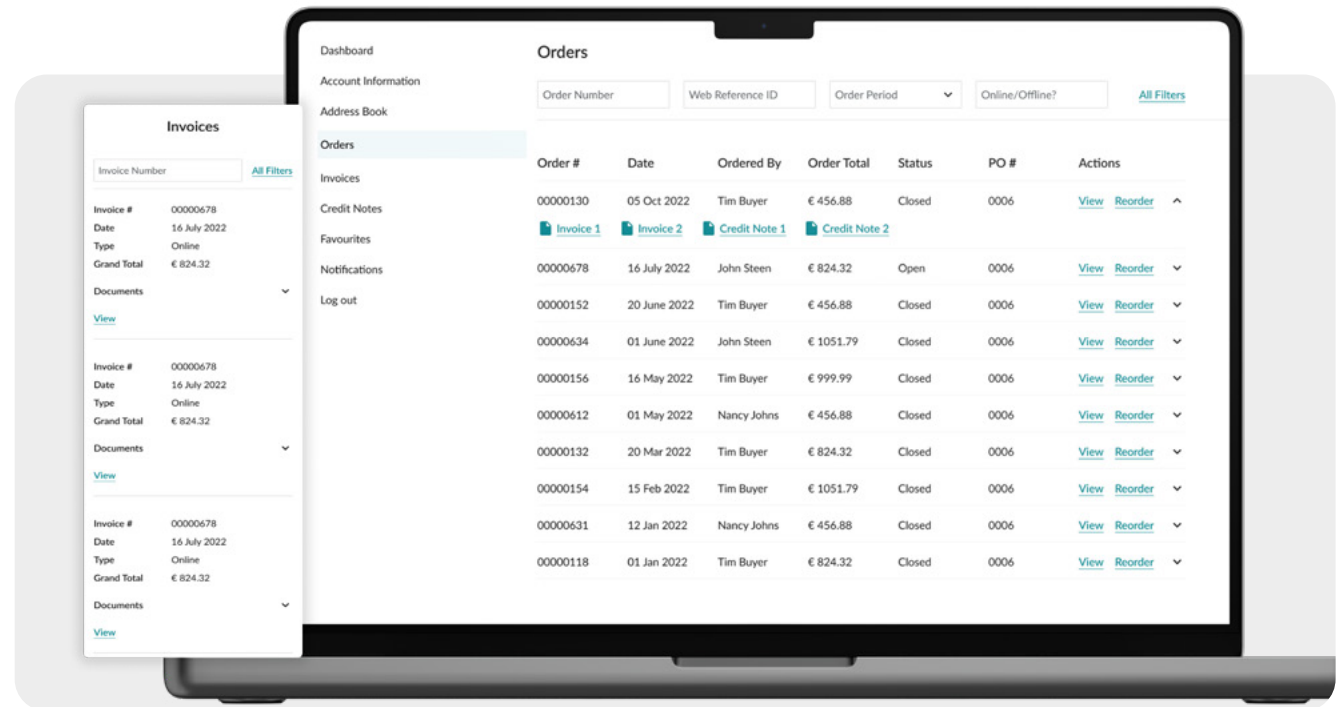 Invoices
Invoice Number All Filters
Invoice # 00000678
Date 16 July 2022
Type Online
Grand Total € 824.32
Documents
View
Invoice # 00000678
Date 16 July 2022
Type Online
Grand Total € 824.32
Documents
View
Invoice # 00000678
Date 16 July 2022
Type Online
Grand Total € 824.32
Documents
View
Dashboard
Account Information
Address Book
Orders
Invoices
Credit Notes
Favourites
Notifications
Log out
Orders
Order Number Web Reference ID Order Period Online/Offline? All Filters
Order # Date Ordered By Order Total Status PO # Actions
00000130 05 Oct 2022 Tim Buyer € 456.88 Closed 0006 View Reorder
Invoice 1 Invoice 2 Credit Note 1 Credit Note 2
00000678 16 July 2022 John Steen € 824.32 Open 0006 View Reorder
00000152 20 June 2022 Tim Buyer € 456.88 Closed 0006 View Reorder
00000634 01 June 2022 John Steen € 1051.79 Closed 0006 View Reorder
00000156 16 May 2022 Tim Buyer € 999.99 Closed 0006 View Reorder
00000612 01 May 2022 Nancy Johns € 456.88 Closed 0006 View Reorder
00000132 20 Mar 2022 Tim Buyer € 824.32 Closed 0006 View Reorder
00000154 15 Feb 2022 Tim Buyer € 1051.79 Closed 0006 View Reorder
00000631 12 Jan 2022 Nancy Johns € 456.88 Closed 0006 View Reorder
00000118 01 Jan 2022 Tim Buyer € 824.32 Closed 0006 View Reorder